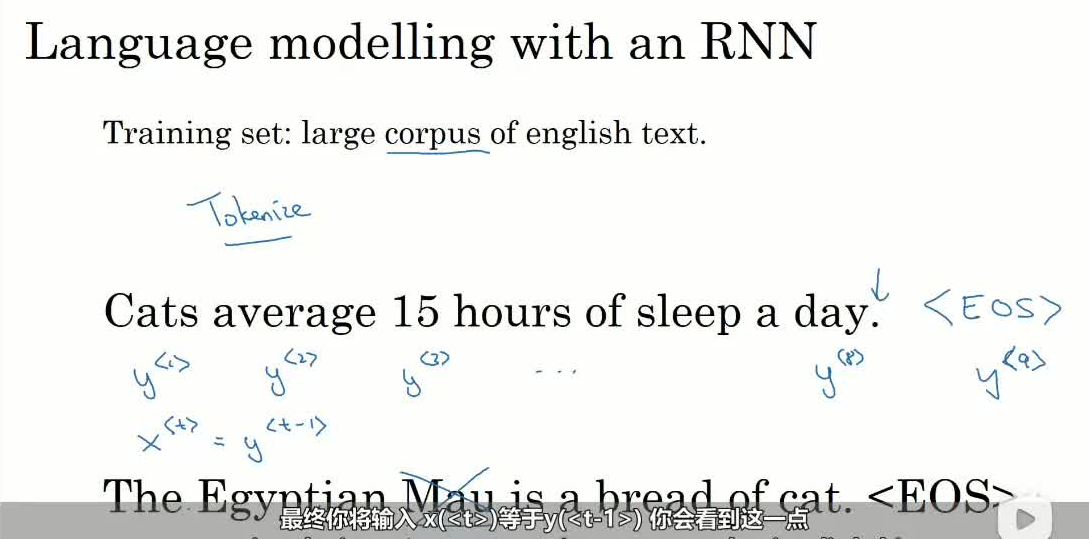 Language modelling with an RNN
Training set: large corpus of english text.
Tokenize
Cats average 15 hours of sleep a day. <EOS>
y<1> y<2> y<3> ... y<8> y<9>
x<t> = y<t-1>
The Egyptian Mau is a bread of cat. <EOS>
最终你将输入 x(<t>)等于y(<t-1>) 你会看到这一点